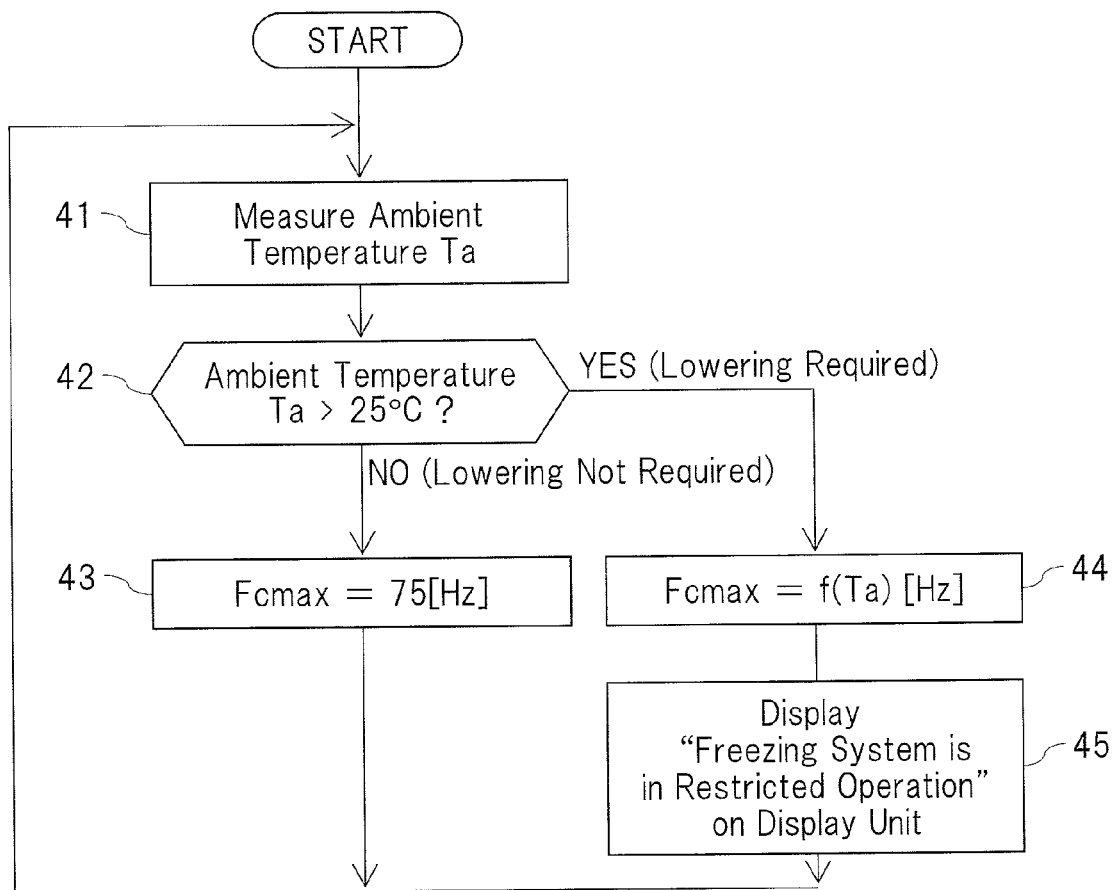 START
41
Measure Ambient
Temperature Ta
42
Ambient Temperature
Ta > 25°C ?
YES (Lowering Required)
NO (Lowering Not Required)
43
Fcmax = 75[Hz]
Fcmax = f(Ta) [Hz]
44
Display
“Freezing System is
in Restricted Operation”
on Display Unit
45